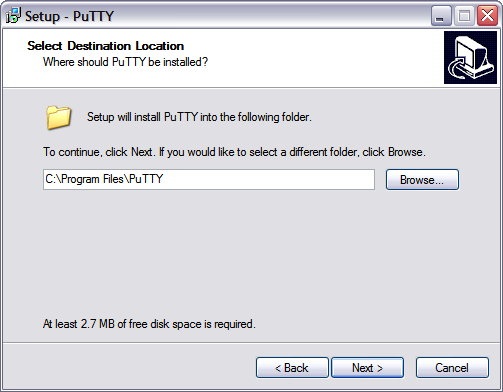 Setup - PuTTY
Select Destination Location
Where should PuTTY be installed?
Setup will install PuTTY into the following folder.
To continue, click Next. If you would like to select a different folder, click Browse.
C:\Program Files\PuTTY
Browse...
At least 2.7 MB of free disk space is required.
< Back
Next >
Cancel